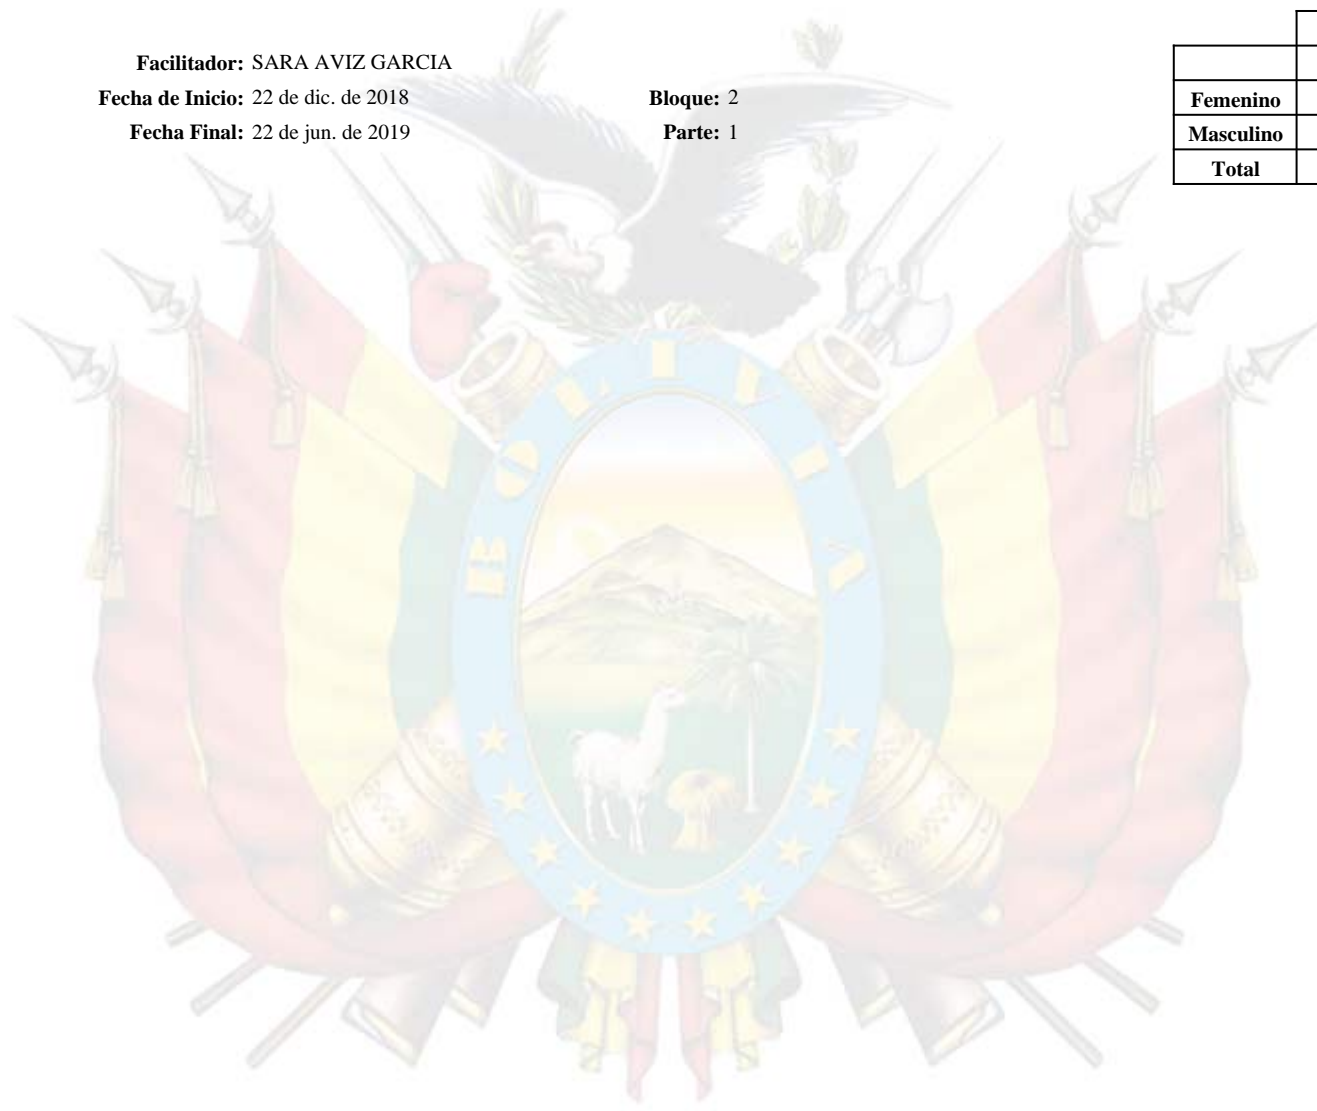 Facilitador: SARA AVIZ GARCIA
Fecha de Inicio: 22 de dic. de 2018 Bloque: 2
Fecha Final: 22 de jun. de 2019 Parte: 1
Femenino
Masculino
Total
BOLIVIA